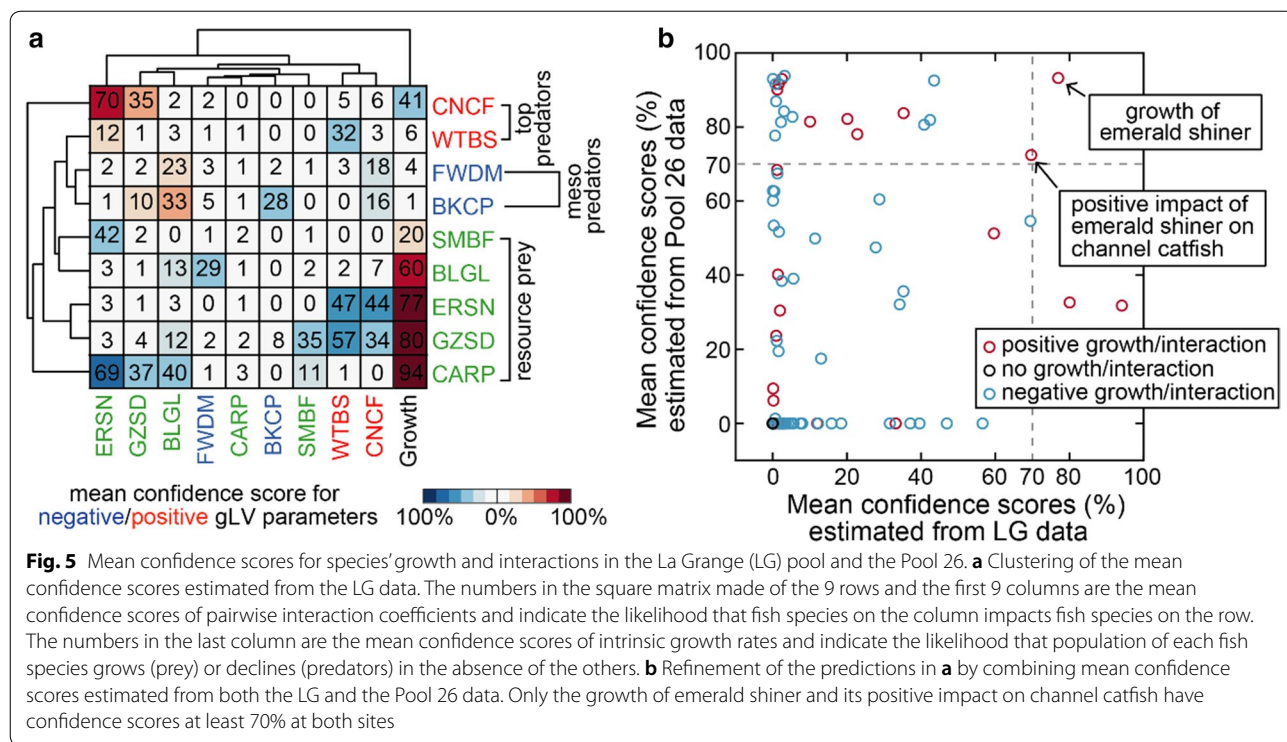 a
70 35 2 2 0 0 0 5 6 41 CNCF
12 1 3 1 1 0 0 32 3 6 WTBS
top predators
2 2 23 3 1 2 1 3 18 4 FWDM
1 10 33 5 1 28 0 0 16 1 BKCP
meso predators
42 2 0 1 2 0 1 0 0 20 SMBF
3 1 13 29 1 0 2 2 7 60 BLGL
3 1 3 0 1 0 0 47 44 77 ERSN
3 4 12 2 2 8 35 57 34 80 GZSD
69 37 40 1 3 0 11 1 0 94 CARP
resource prey
ERSN GZSD BLGL FWDM CARP BKCP SMBF WTBS CNCF Growth
mean confidence score for
negative/positive gLV parameters
100% 0% 100%
b
Mean confidence scores (%)
estimated from Pool 26 data
100
80
70
60
40
20
0
growth of
emerald shiner
positive impact of
emerald shiner on
channel catfish
positive growth/interaction
no growth/interaction
negative growth/interaction
0 20 40 60 70 80 100
Mean confidence scores (%)
estimated from LG data
Fig. 5 Mean confidence scores for species' growth and interactions in the La Grange (LG) pool and the Pool 26. a Clustering of the mean
confidence scores estimated from the LG data. The numbers in the square matrix made of the 9 rows and the first 9 columns are the mean
confidence scores of pairwise interaction coefficients and indicate the likelihood that fish species on the column impacts fish species on the row.
The numbers in the last column are the mean confidence scores of intrinsic growth rates and indicate the likelihood that population of each fish
species grows (prey) or declines (predators) in the absence of the others. b Refinement of the predictions in a by combining mean confidence
scores estimated from both the LG and the Pool 26 data. Only the growth of emerald shiner and its positive impact on channel catfish have
confidence scores at least 70% at both sites